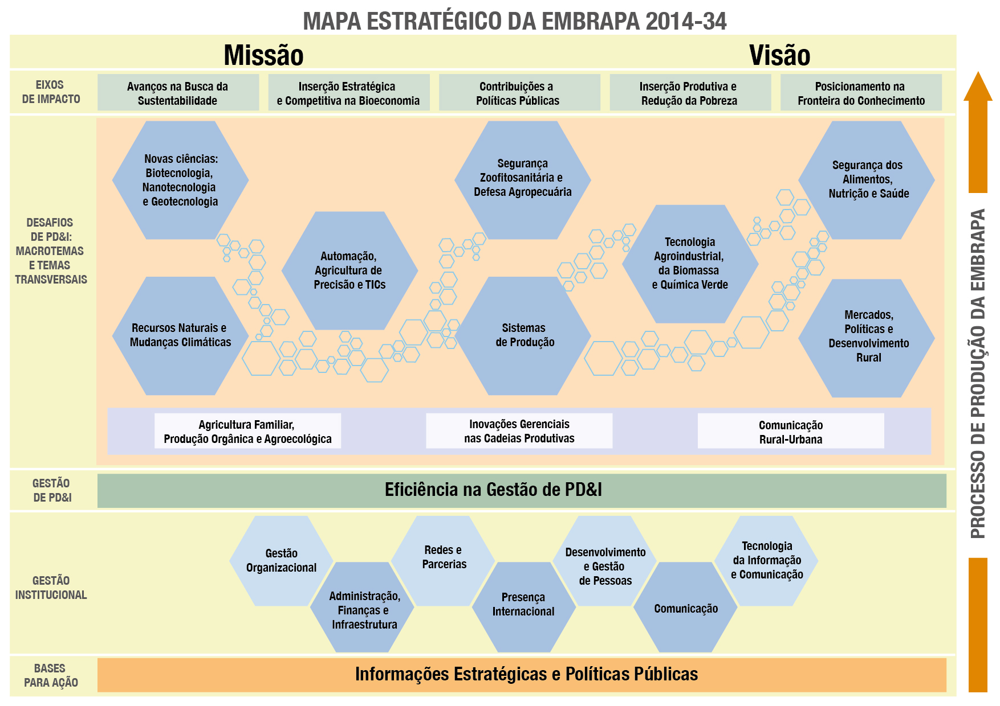 MAPA ESTRATÉGICO DA EMBRAPA 2014-34
Missão
Visão
EIXOS
DE IMPACTO
Avanços na Busca da
Sustentabilidade
Inserção Estratégica
e Competitiva na Bioeconomia
Contribuições a
Políticas Públicas
Inserção Produtiva e
Redução da Pobreza
Posicionamento na
Fronteira do Conhecimento
DESAFIOS
DE PD&I:
MACROTEMAS
E TEMAS
TRANSVERSAIS
Novas ciências:
Biotecnologia,
Nanotecnologia
e Geotecnologia
Segurança
Zoofitosanitária e
Defesa Agropecuária
Segurança dos
Alimentos,
Nutrição e Saúde
Automação,
Agricultura de
Precisão e TICs
Tecnologia
Agroindustrial,
da Biomassa
e Química Verde
Recursos Naturais e
Mudanças Climáticas
Sistemas
de Produção
Mercados,
Políticas e
Desenvolvimento
Rural
Agricultura Familiar,
Produção Orgânica e Agroecológica
Inovações Gerenciais
nas Cadeias Produtivas
Comunicação
Rural-Urbana
GESTÃO
DE PD&I
Eficiência na Gestão de PD&I
GESTÃO
INSTITUCIONAL
Gestão
Organizacional
Administração,
Finanças e
Infraestrutura
Redes e
Parcerias
Presença
Internacional
Desenvolvimento
e Gestão
de Pessoas
Comunicação
Tecnologia
da Informação
e Comunicação
BASES
PARA AÇÃO
Informações Estratégicas e Políticas Públicas
PROCESSO DE PRODUÇÃO DA EMBRAPA